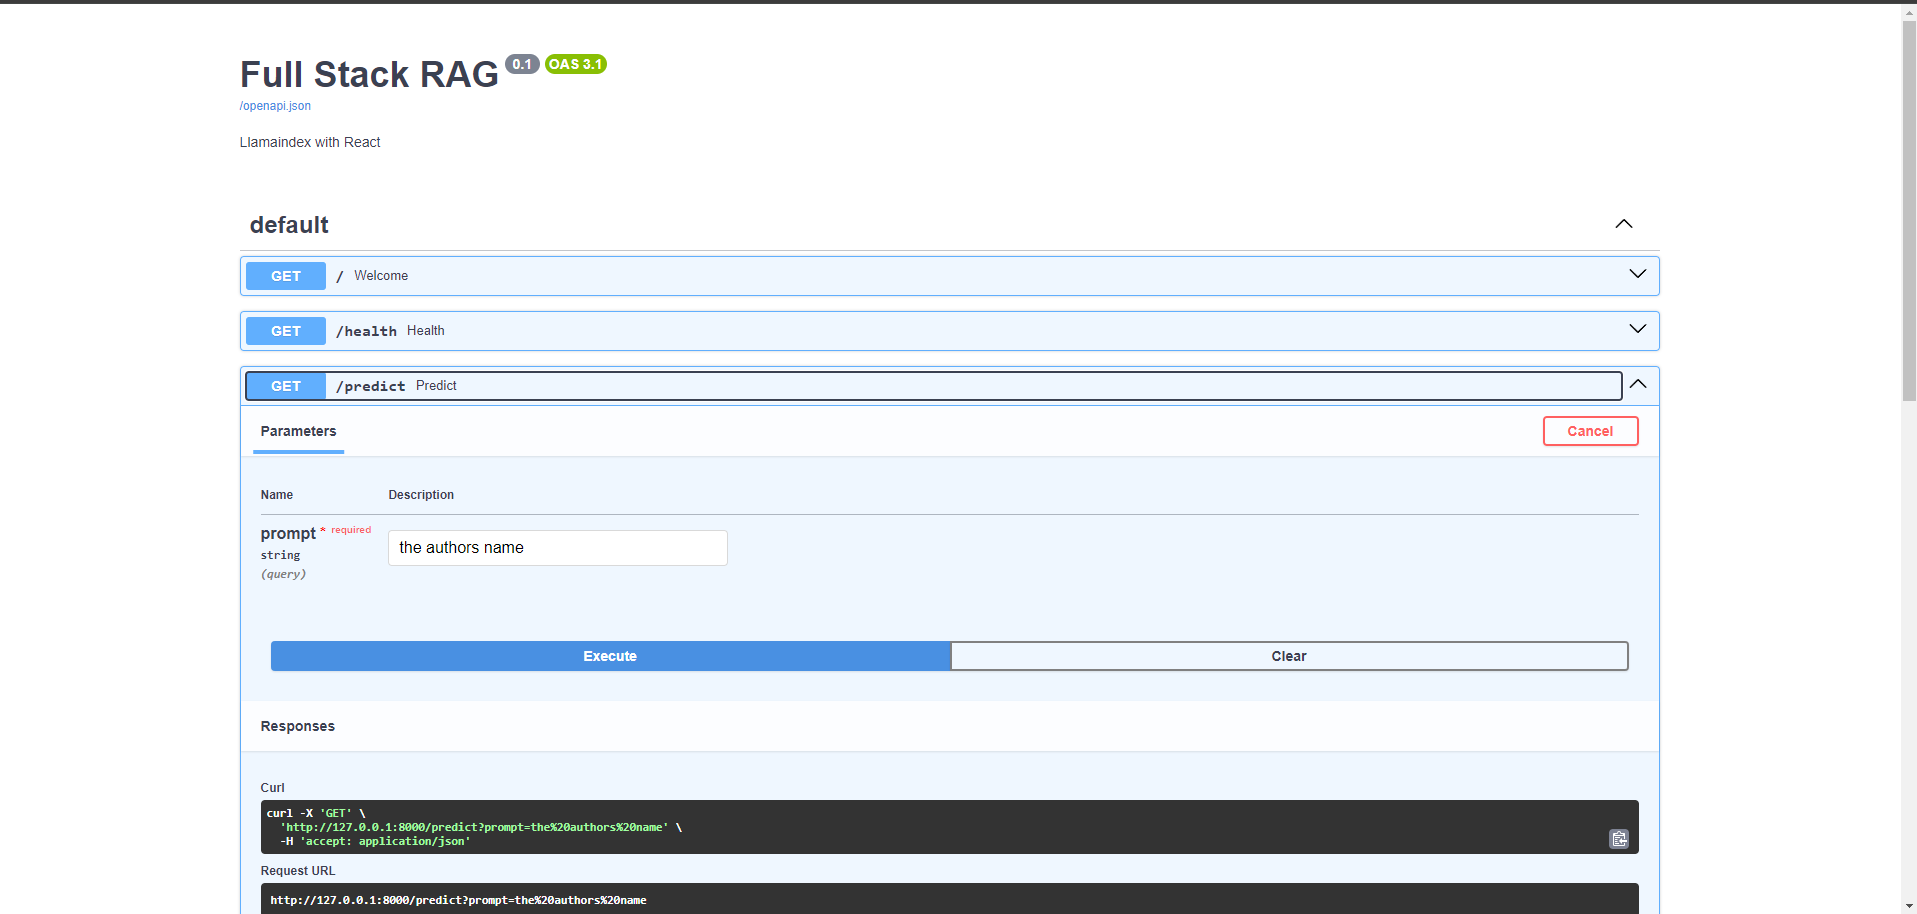 Full Stack RAG 0.1 OAS 3.1
/openapi.json
Llamaindex with React
default
GET / Welcome
GET /health Health
GET /predict Predict
Parameters Cancel
Name Description
prompt * required
string
(query)
the authors name
Execute Clear
Responses
Curl
curl -X 'GET' \
'http://127.0.0.1:8000/predict?prompt=the%20authors%20name' \
-H 'accept: application/json'
Request URL
http://127.0.0.1:8000/predict?prompt=the%20authors%20name